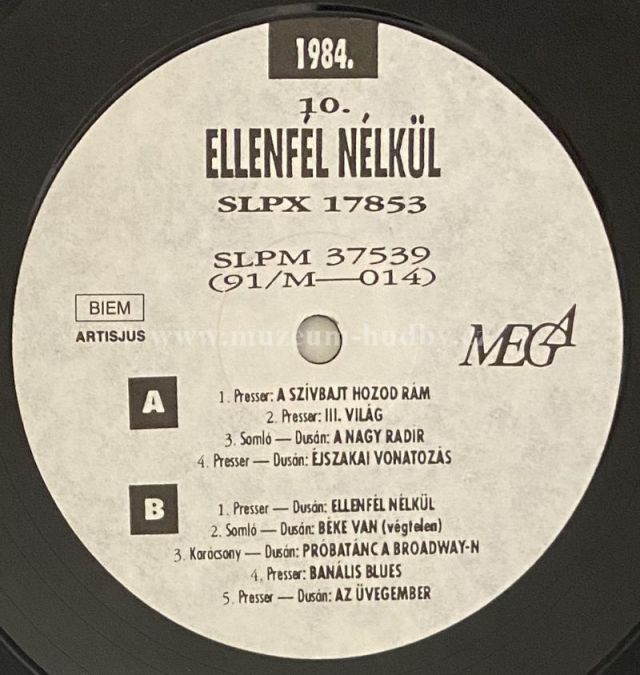 1984.
10.
ELLENFÉL NÉLKÜL
SLPX 17853
SLPM 37539
(91/M—014)
BIEM
ARTISJUS
MEGA
A
1. Presser: A SZÍVBAJT HOZOD RÁM
2. Presser: III. VILÁG
3. Somló — Dusán: A NAGY RADIR
4. Presser — Dusán: ÉJSZAKAI VONATOZÁS
B
1. Presser — Dusán: ELLENFÉL NÉLKÜL
2. Somló — Dusán: BÉKE VAN (végtelen)
3. Karácsony — Dusán: PRÓBATÁNC A BROADWAY-N
4. Presser: BANÁLIS BLUES
5. Presser — Dusán: AZ ÜVEGEMBER